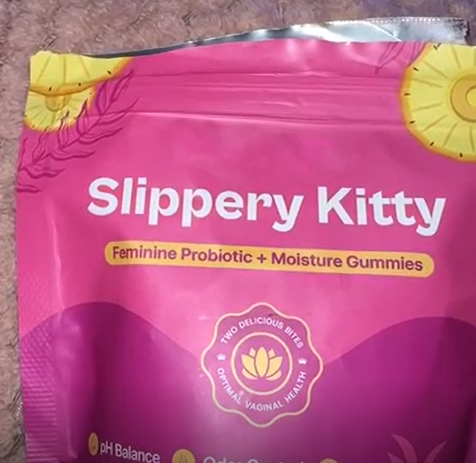 Slippery Kitty
Feminine Probiotic + Moisture Gummies
TWO DELICIOUS BITES
OPTIMAL VAGINAL HEALTH
pH Balance